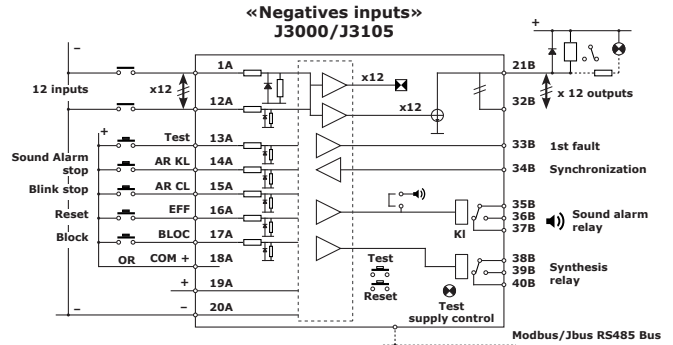 «Negatives inputs»
J3000/J3105
–
+
1A
21B
12 inputs
x12
x12
x12
x 12 outputs
12A
32B
+
Test
13A
33B
1st fault
Sound Alarm
stop
AR KL
14A
34B
Synchronization
Blink stop
AR CL
15A
Reset
EFF
16A
35B
36B
37B
KI
Sound alarm
relay
Block
BLOC
17A
OR
COM +
18A
Test
38B
39B
40B
Synthesis
relay
+
19A
Reset
Test
supply control
–
–
20A
Modbus/Jbus RS485 Bus